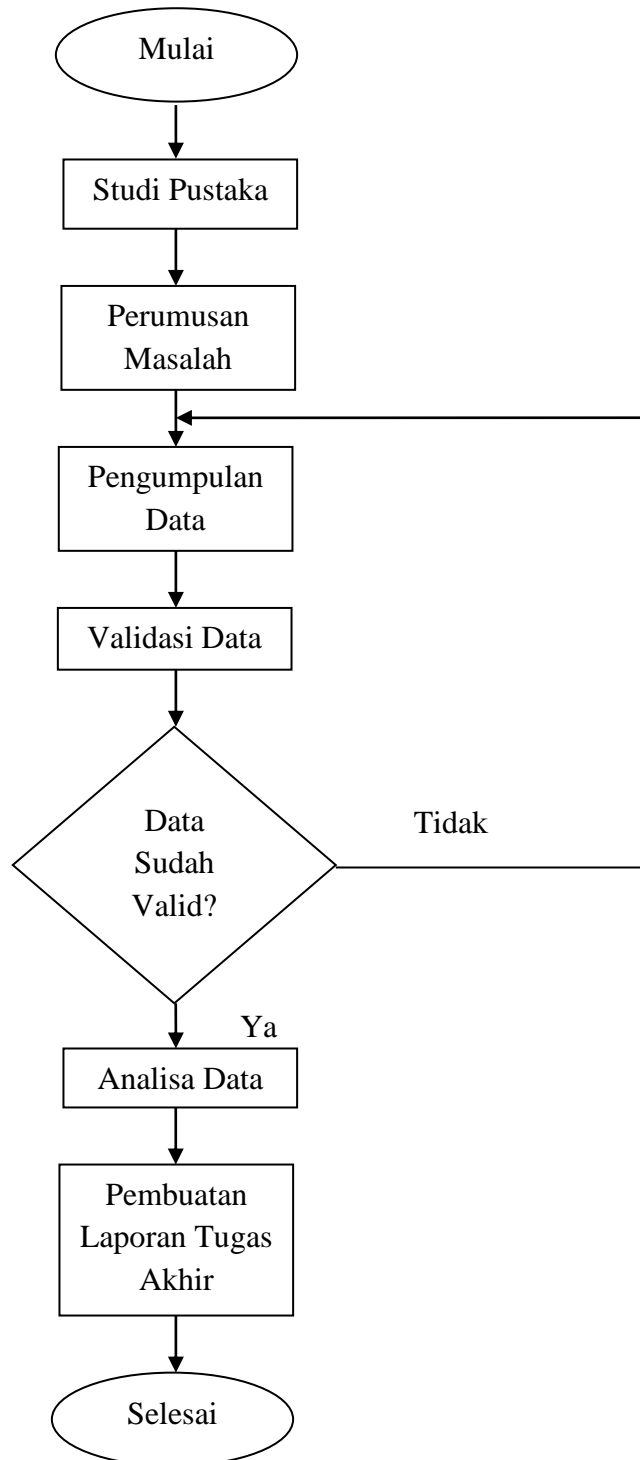 Mulai
Studi Pustaka
Perumusan
Masalah
Pengumpulan
Data
Validasi Data
Data
Sudah
Valid?
Tidak
Ya
Analisa Data
Pembuatan
Laporan Tugas
Akhir
Selesai